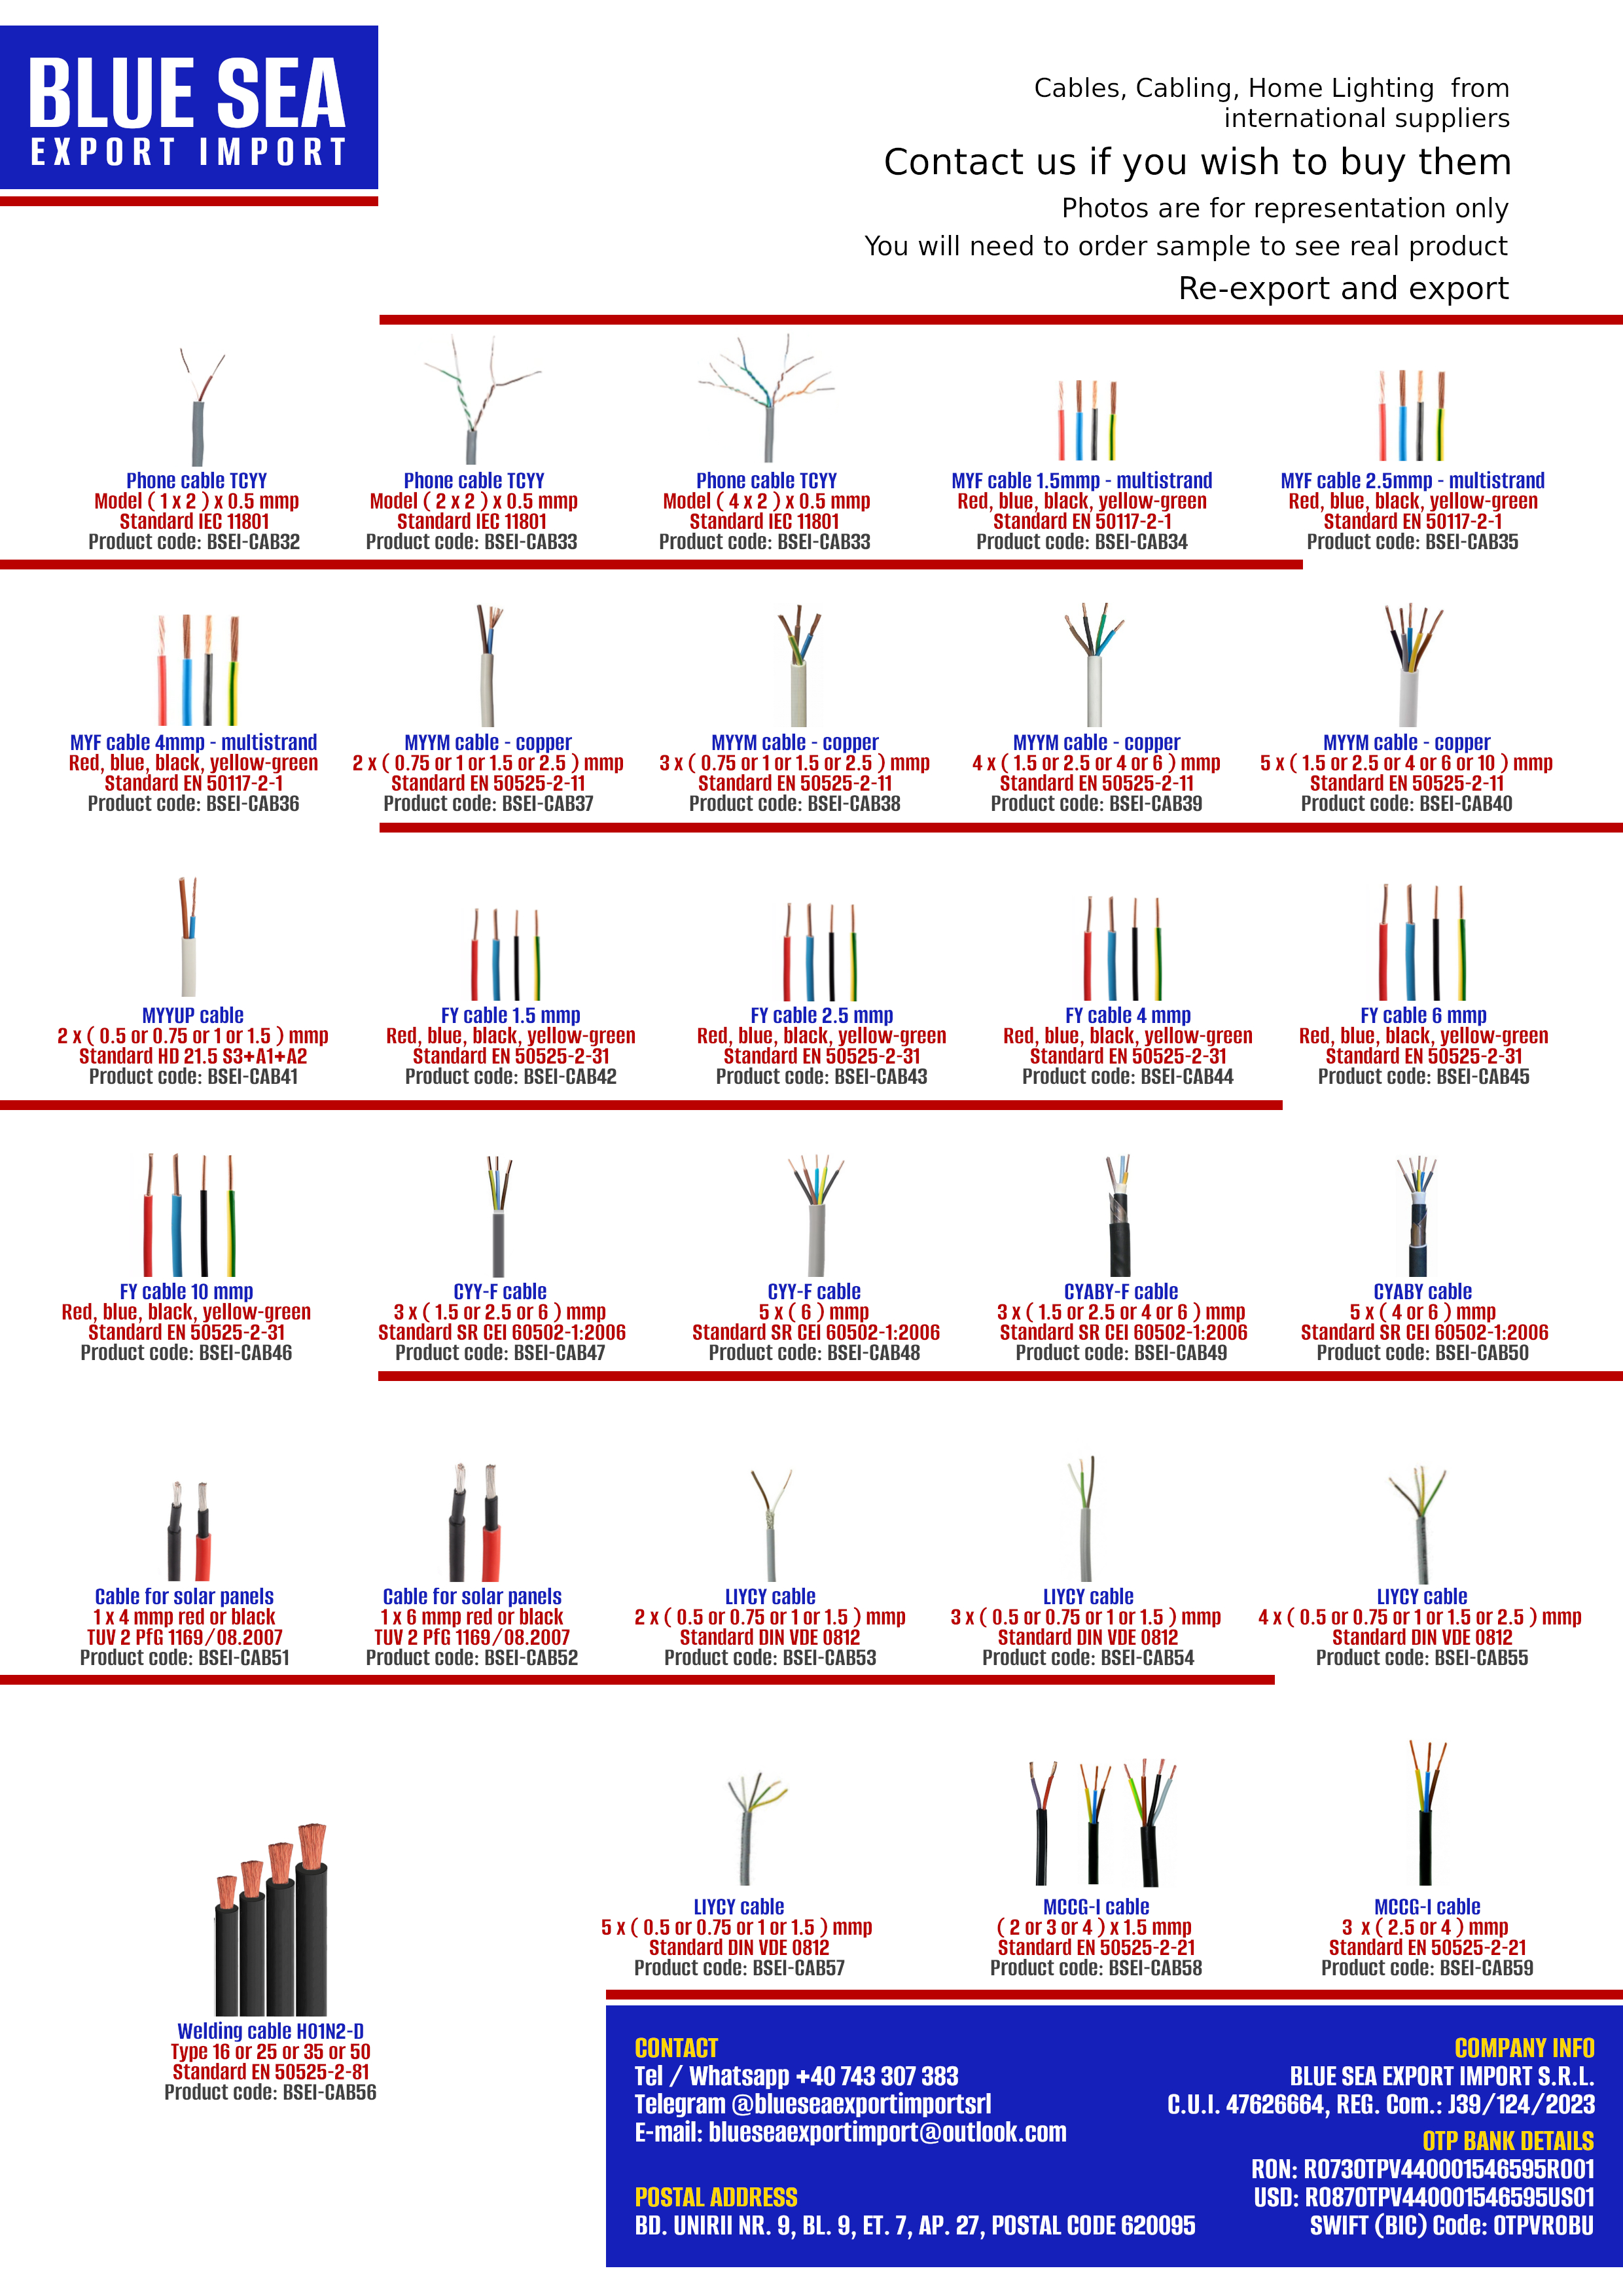 BLUE SEA
EXPORT IMPORT
Cables, Cabling, Home Lighting  from
international suppliers
Contact us if you wish to buy them
Photos are for representation only
You will need to order sample to see real product
Re-export and export
Phone cable TCYY
Model ( 1 x 2 ) x 0.5 mmp
Standard IEC 11801
Product code: BSEI-CAB32
Phone cable TCYY
Model ( 2 x 2 ) x 0.5 mmp
Standard IEC 11801
Product code: BSEI-CAB33
Phone cable TCYY
Model ( 4 x 2 ) x 0.5 mmp
Standard IEC 11801
Product code: BSEI-CAB33
MYF cable 1.5mmp - multistrand
Red, blue, black, yellow-green
Standard EN 50117-2-1
Product code: BSEI-CAB34
MYF cable 2.5mmp - multistrand
Red, blue, black, yellow-green
Standard EN 50117-2-1
Product code: BSEI-CAB35
MYF cable 4mmp - multistrand
Red, blue, black, yellow-green
Standard EN 50117-2-1
Product code: BSEI-CAB36
MYYM cable - copper
2 x ( 0.75 or 1 or 1.5 or 2.5 ) mmp
Standard EN 50525-2-11
Product code: BSEI-CAB37
MYYM cable - copper
3 x ( 0.75 or 1 or 1.5 or 2.5 ) mmp
Standard EN 50525-2-11
Product code: BSEI-CAB38
MYYM cable - copper
4 x ( 1.5 or 2.5 or 4 or 6 ) mmp
Standard EN 50525-2-11
Product code: BSEI-CAB39
MYYM cable - copper
5 x ( 1.5 or 2.5 or 4 or 6 or 10 ) mmp
Standard EN 50525-2-11
Product code: BSEI-CAB40
MYYUP cable
2 x ( 0.5 or 0.75 or 1 or 1.5 ) mmp
Standard HD 21.5 S3+A1+A2
Product code: BSEI-CAB41
FY cable 1.5 mmp
Red, blue, black, yellow-green
Standard EN 50525-2-31
Product code: BSEI-CAB42
FY cable 2.5 mmp
Red, blue, black, yellow-green
Standard EN 50525-2-31
Product code: BSEI-CAB43
FY cable 4 mmp
Red, blue, black, yellow-green
Standard EN 50525-2-31
Product code: BSEI-CAB44
FY cable 6 mmp
Red, blue, black, yellow-green
Standard EN 50525-2-31
Product code: BSEI-CAB45
FY cable 10 mmp
Red, blue, black, yellow-green
Standard EN 50525-2-31
Product code: BSEI-CAB46
CYY-F cable
3 x ( 1.5 or 2.5 or 6 ) mmp
Standard SR CEI 60502-1:2006
Product code: BSEI-CAB47
CYY-F cable
5 x ( 6 ) mmp
Standard SR CEI 60502-1:2006
Product code: BSEI-CAB48
CYABY-F cable
3 x ( 1.5 or 2.5 or 4 or 6 ) mmp
Standard SR CEI 60502-1:2006
Product code: BSEI-CAB49
CYABY cable
5 x ( 4 or 6 ) mmp
Standard SR CEI 60502-1:2006
Product code: BSEI-CAB50
Cable for solar panels
1 x 4 mmp red or black
TUV 2 PfG 1169/08.2007
Product code: BSEI-CAB51
Cable for solar panels
1 x 6 mmp red or black
TUV 2 PfG 1169/08.2007
Product code: BSEI-CAB52
LIYCY cable
2 x ( 0.5 or 0.75 or 1 or 1.5 ) mmp
Standard DIN VDE 0812
Product code: BSEI-CAB53
LIYCY cable
3 x ( 0.5 or 0.75 or 1 or 1.5 ) mmp
Standard DIN VDE 0812
Product code: BSEI-CAB54
LIYCY cable
4 x ( 0.5 or 0.75 or 1 or 1.5 or 2.5 ) mmp
Standard DIN VDE 0812
Product code: BSEI-CAB55
Welding cable H01N2-D
Type 16 or 25 or 35 or 50
Standard EN 50525-2-81
Product code: BSEI-CAB56
LIYCY cable
5 x ( 0.5 or 0.75 or 1 or 1.5 ) mmp
Standard DIN VDE 0812
Product code: BSEI-CAB57
MCCG-I cable
( 2 or 3 or 4 ) x 1.5 mmp
Standard EN 50525-2-21
Product code: BSEI-CAB58
MCCG-I cable
3  x ( 2.5 or 4 ) mmp
Standard EN 50525-2-21
Product code: BSEI-CAB59
CONTACT
Tel / Whatsapp +40 743 307 383
Telegram @blueseaexportimportsrl
E-mail: blueseaexportimport@outlook.com
POSTAL ADDRESS
BD. UNIRII NR. 9, BL. 9, ET. 7, AP. 27, POSTAL CODE 620095
COMPANY INFO
BLUE SEA EXPORT IMPORT S.R.L.
C.U.I. 47626664, REG. Com.: J39/124/2023
OTP BANK DETAILS
RON: RO73OTPV440001546595RO01
USD: RO87OTPV440001546595US01
SWIFT (BIC) Code: OTPVROBU